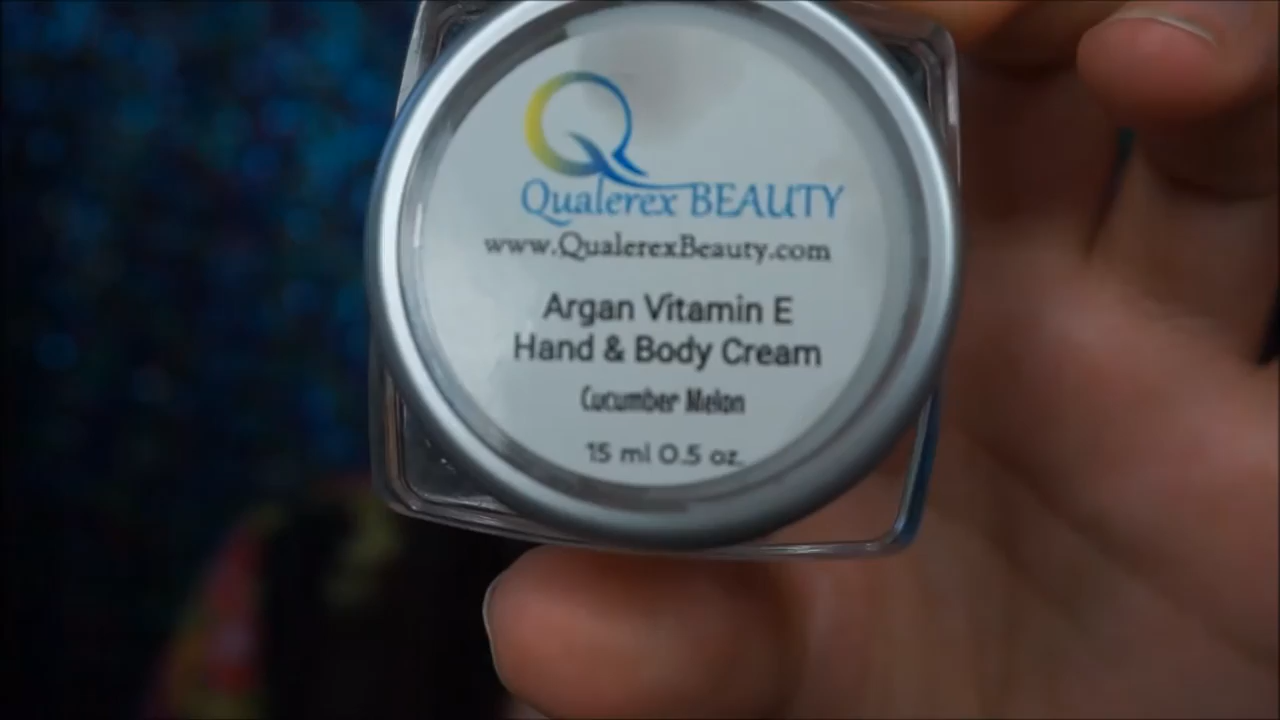 Qualerex BEAUTY
www.QualerexBeauty.com
Argan Vitamin E
Hand & Body Cream
Cucumber Melon
15 ml 0.5 oz.